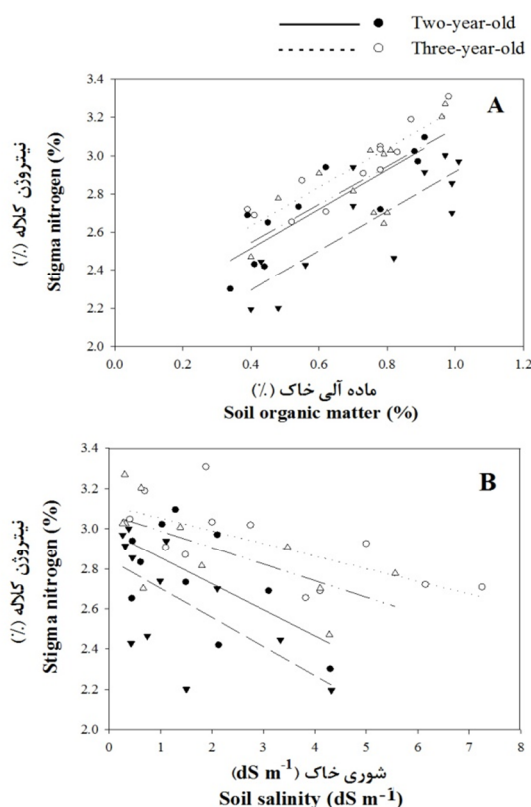 Two-year-old
Three-year-old
A
3.4
3.2
3.0
2.8
2.6
2.4
2.2
2.0
نیتروژن کلاله (٪)
Stigma nitrogen (%)
0.0 0.2 0.4 0.6 0.8 1.0 1.2
ماده آلی خاک (٪)
Soil organic matter (%)
B
3.4
3.2
3.0
2.8
2.6
2.4
2.2
2.0
نیتروژن کلاله (٪)
Stigma nitrogen (%)
0 1 2 3 4 5 6 7 8
شوری خاک (dS m⁻¹)
Soil salinity (dS m⁻¹)